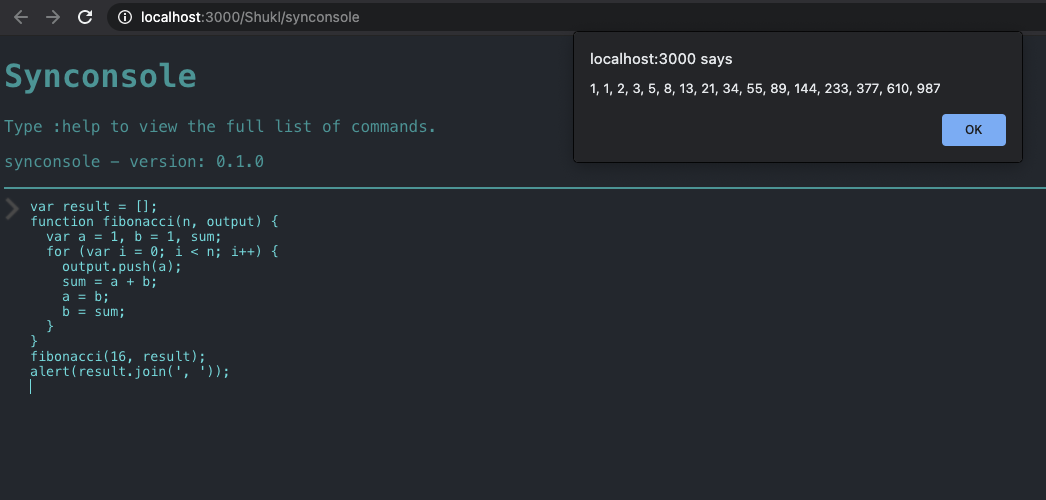 localhost:3000/Shukl/synconsole
localhost:3000 says
1, 1, 2, 3, 5, 8, 13, 21, 34, 55, 89, 144, 233, 377, 610, 987
OK
Synconsole
Type :help to view the full list of commands.
synconsole – version: 0.1.0
var result = [];
function fibonacci(n, output) {
  var a = 1, b = 1, sum;
  for (var i = 0; i < n; i++) {
    output.push(a);
    sum = a + b;
    a = b;
    b = sum;
  }
}
fibonacci(16, result);
alert(result.join(', '));